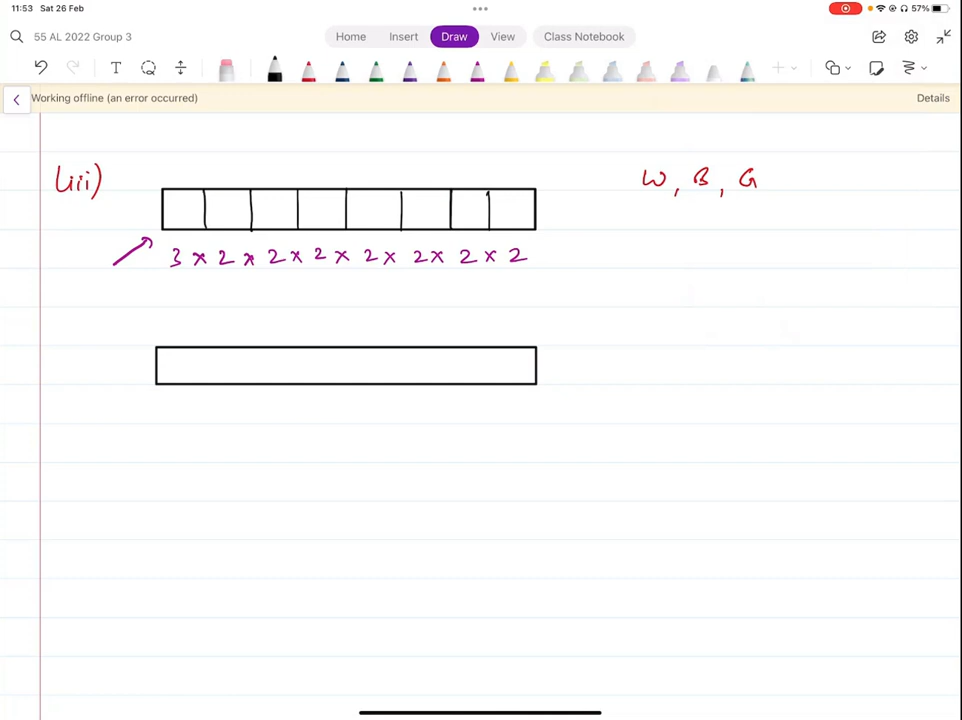 11:53 Sat 26 Feb
57%
55 AL 2022 Group 3
Home Insert Draw View Class Notebook
T
Working offline (an error occurred)
Details
(iii)
W, B, G
3 × 2 × 2 × 2 × 2 × 2 × 2 × 2